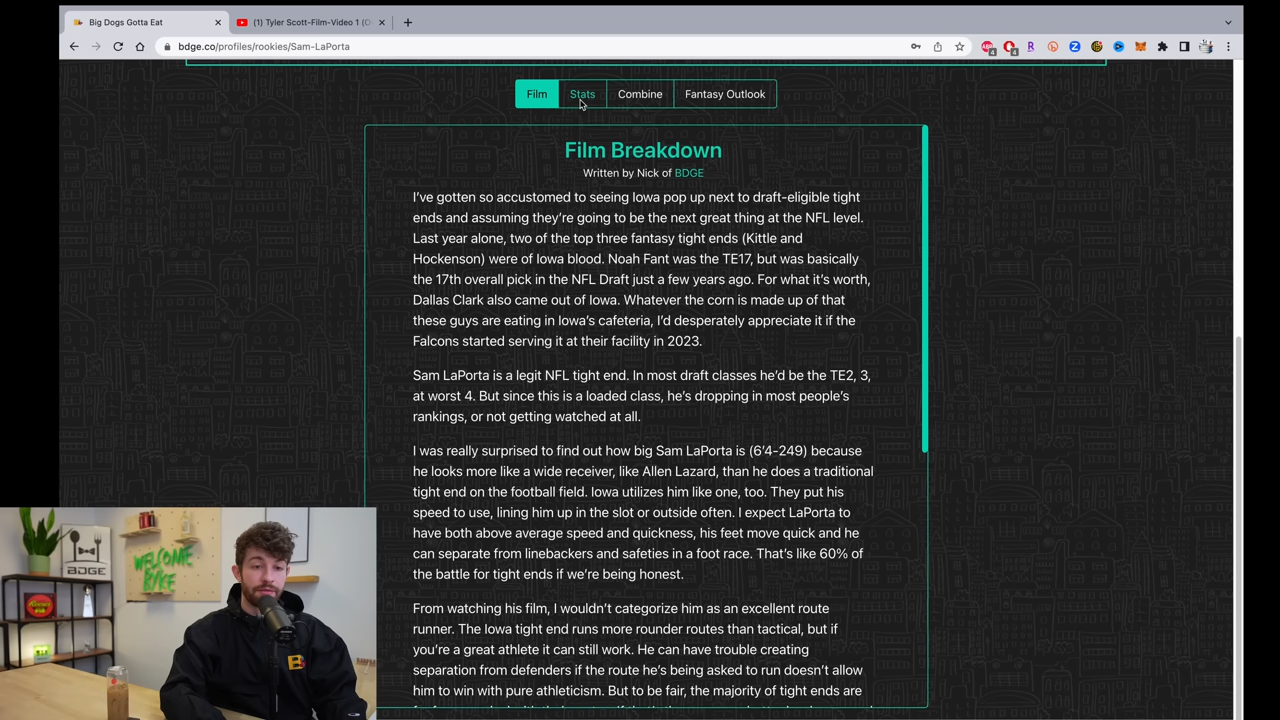 Big Dogs Gotta Eat
(1) Tyler Scott-Film-Video 1 (O
bdge.co/profiles/rookies/Sam-LaPorta
Film
Stats
Combine
Fantasy Outlook
Film Breakdown
Written by Nick of BDGE
I've gotten so accustomed to seeing Iowa pop up next to draft-eligible tight
ends and assuming they're going to be the next great thing at the NFL level.
Last year alone, two of the top three fantasy tight ends (Kittle and
Hockenson) were of Iowa blood. Noah Fant was the TE17, but was basically
the 17th overall pick in the NFL Draft just a few years ago. For what it's worth,
Dallas Clark also came out of Iowa. Whatever the corn is made up of that
these guys are eating in Iowa's cafeteria, I'd desperately appreciate it if the
Falcons started serving it at their facility in 2023.
Sam LaPorta is a legit NFL tight end. In most draft classes he'd be the TE2, 3,
at worst 4. But since this is a loaded class, he's dropping in most people's
rankings, or not getting watched at all.
I was really surprised to find out how big Sam LaPorta is (6'4-249) because
he looks more like a wide receiver, like Allen Lazard, than he does a traditional
tight end on the football field. Iowa utilizes him like one, too. They put his
speed to use, lining him up in the slot or outside often. I expect LaPorta to
have both above average speed and quickness, his feet move quick and he
can separate from linebackers and safeties in a foot race. That's like 60% of
the battle for tight ends if we're being honest.
From watching his film, I wouldn't categorize him as an excellent route
runner. The Iowa tight end runs more rounder routes than tactical, but if
you're a great athlete it can still work. He can have trouble creating
separation from defenders if the route he's being asked to run doesn't allow
him to win with pure athleticism. But to be fair, the majority of tight ends are
BDGE
WELCOME